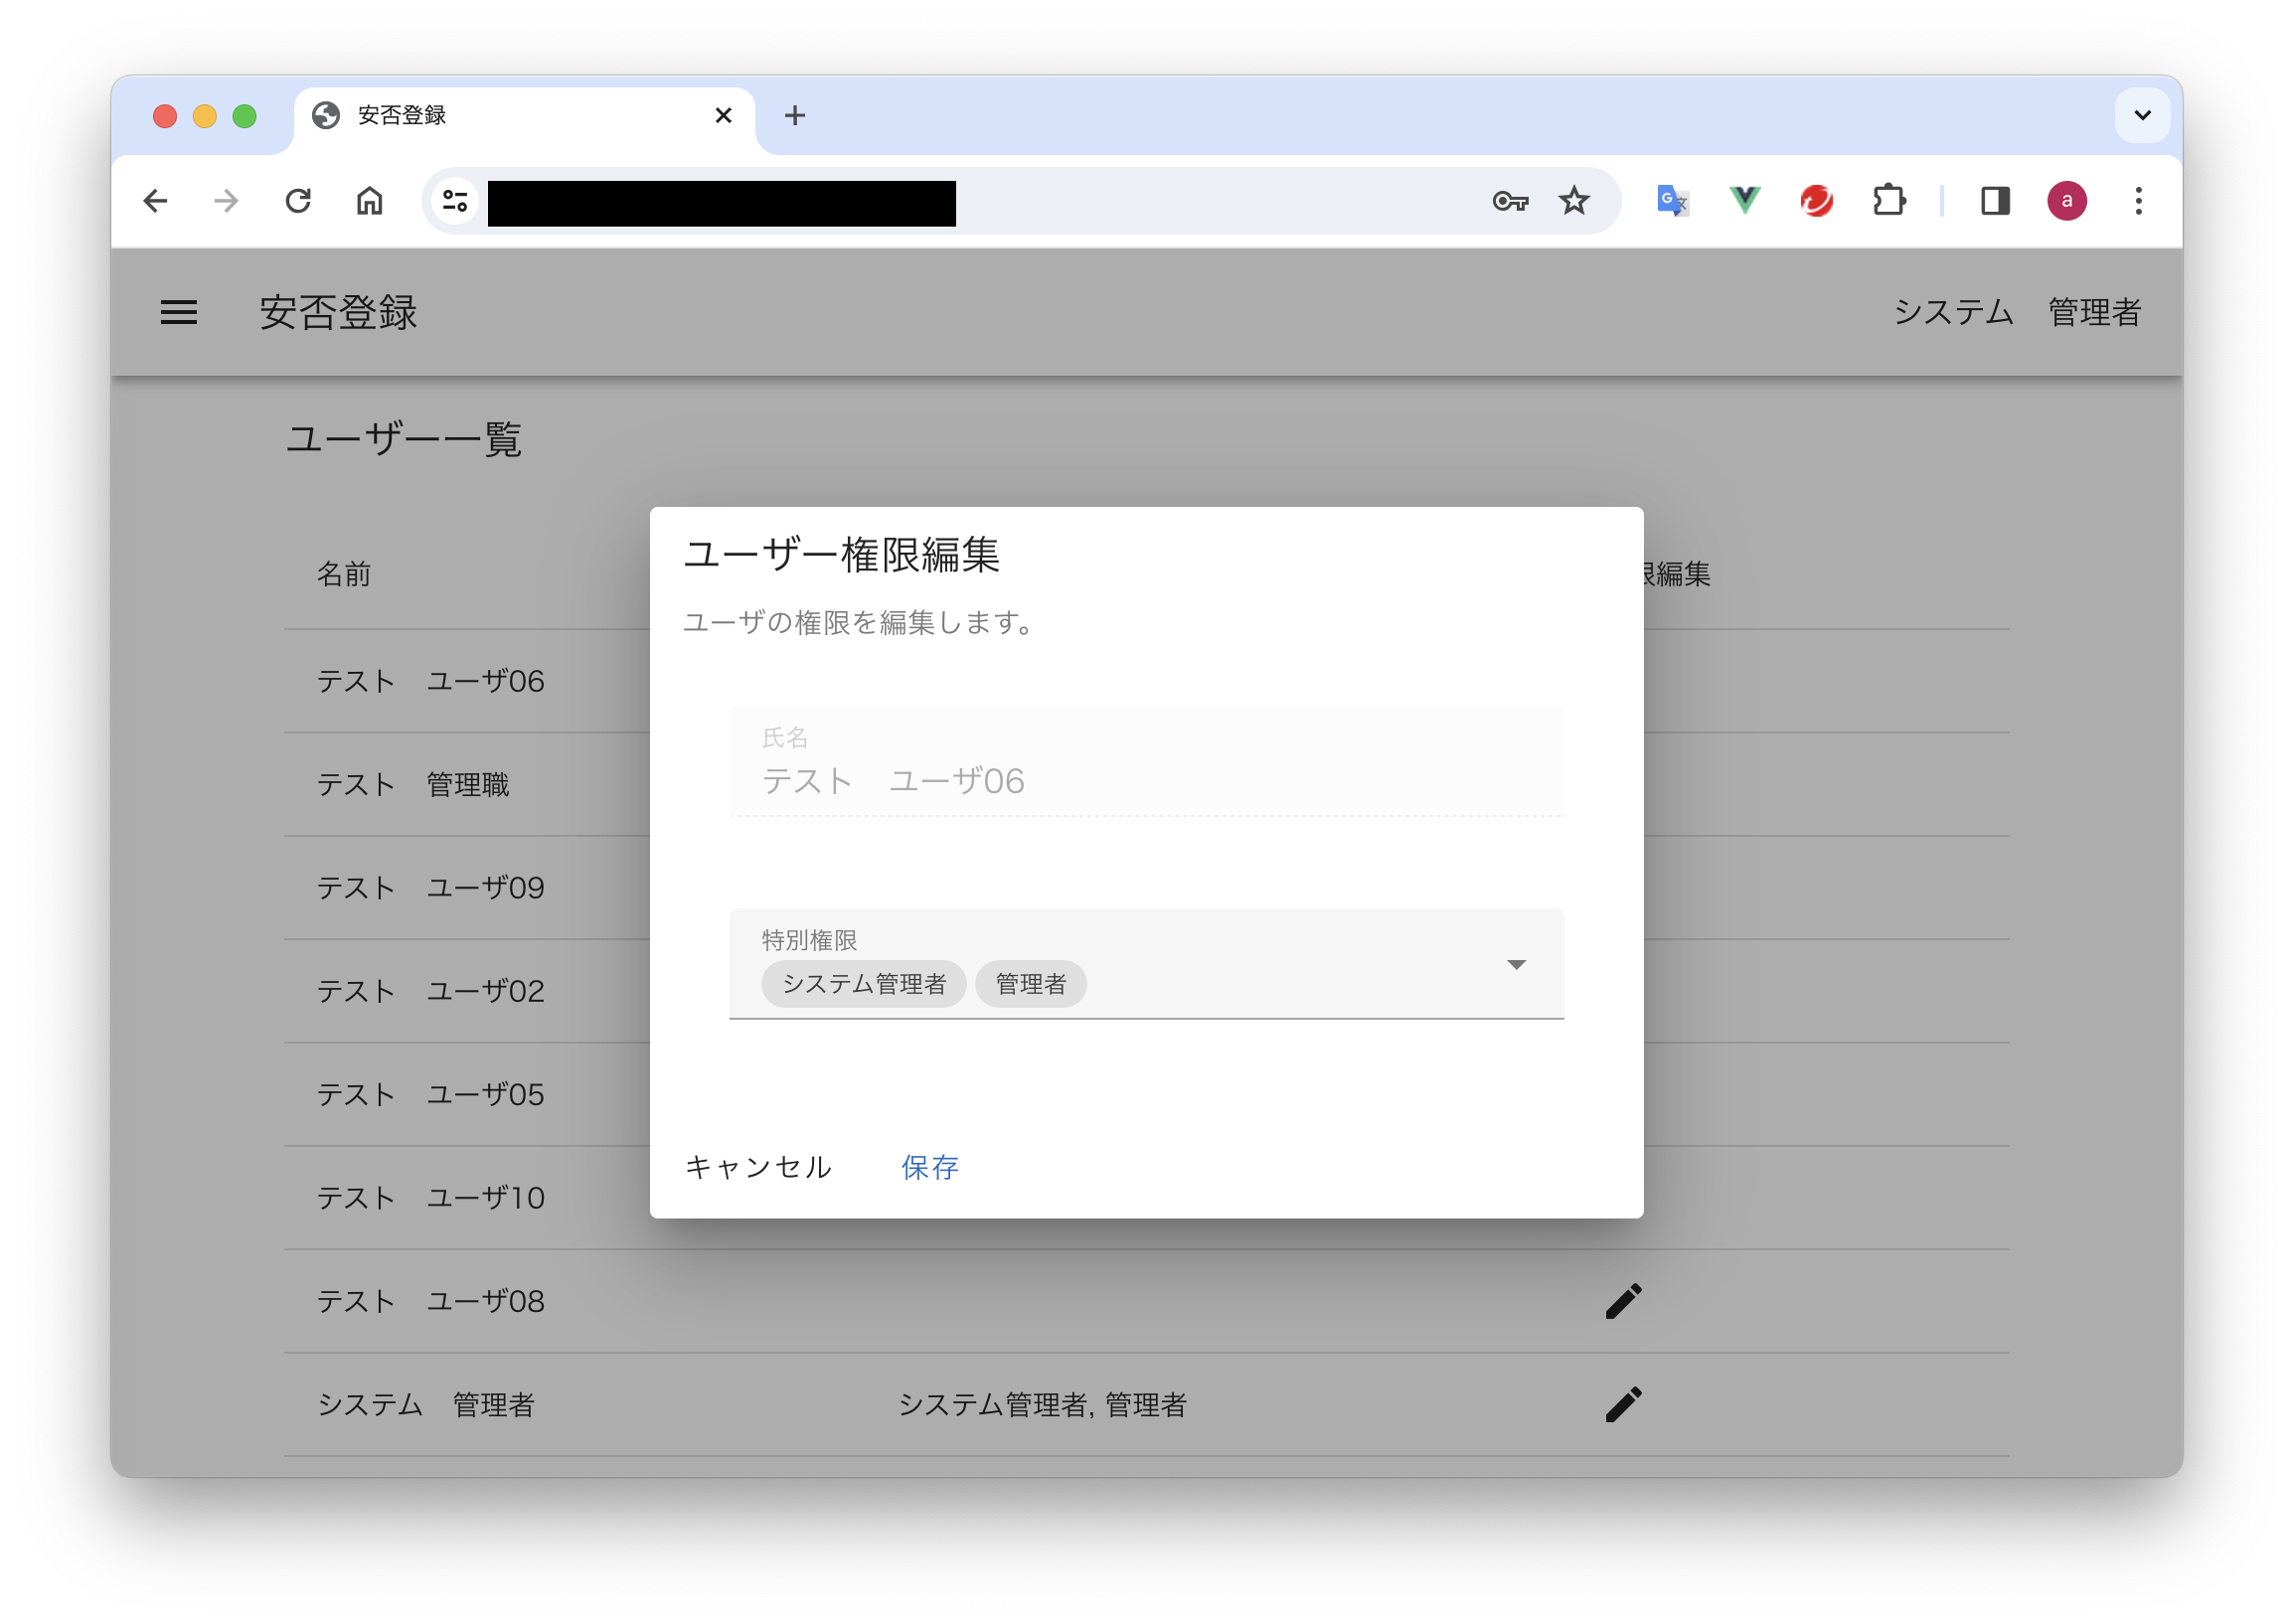 安否登録
a
安否登録
システム　管理者
ユーザー一覧
ユーザー権限編集
名前
限編集
ユーザの権限を編集します。
テスト　ユーザ06
氏名
テスト　ユーザ06
テスト　管理職
テスト　ユーザ09
特別権限
システム管理者 管理者
テスト　ユーザ02
テスト　ユーザ05
キャンセル 保存
テスト　ユーザ10
テスト　ユーザ08
システム　管理者 システム管理者, 管理者